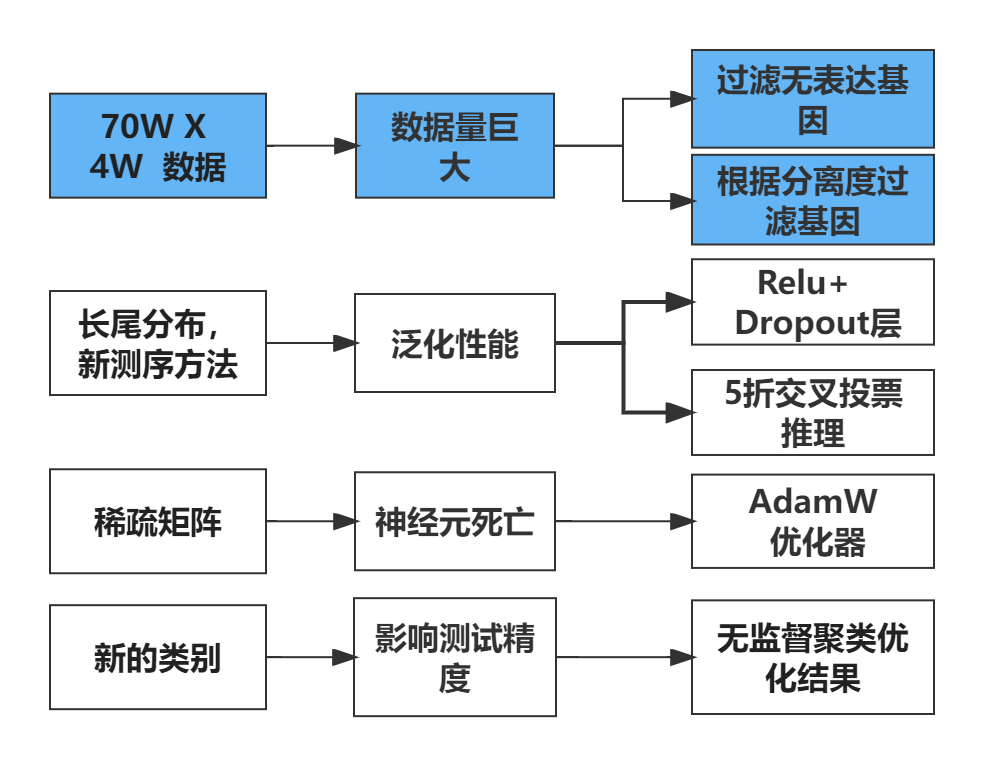 70W X
4W 数据
数据量巨
大
过滤无表达基
因
根据分离度过
滤基因
长尾分布，
新测序方法
泛化性能
Relu+
Dropout层
5折交叉投票
推理
稀疏矩阵
神经元死亡
AdamW
优化器
新的类别
影响测试精
度
无监督聚类优
化结果